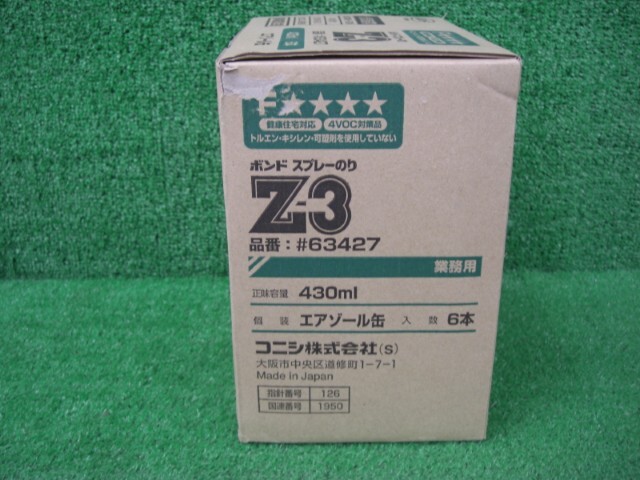 F★★★★
健康住宅対応 4VOC対策品
トルエン・キシレン・可塑剤を使用していない
ボンド スプレーのり
Z-3
品番：#63427
業務用
正味容量 430ml
個装 エアゾール缶 入数 6本
コニシ株式会社(S)
大阪市中央区道修町1-7-1
Made in Japan
指針番号 126
国連番号 1950